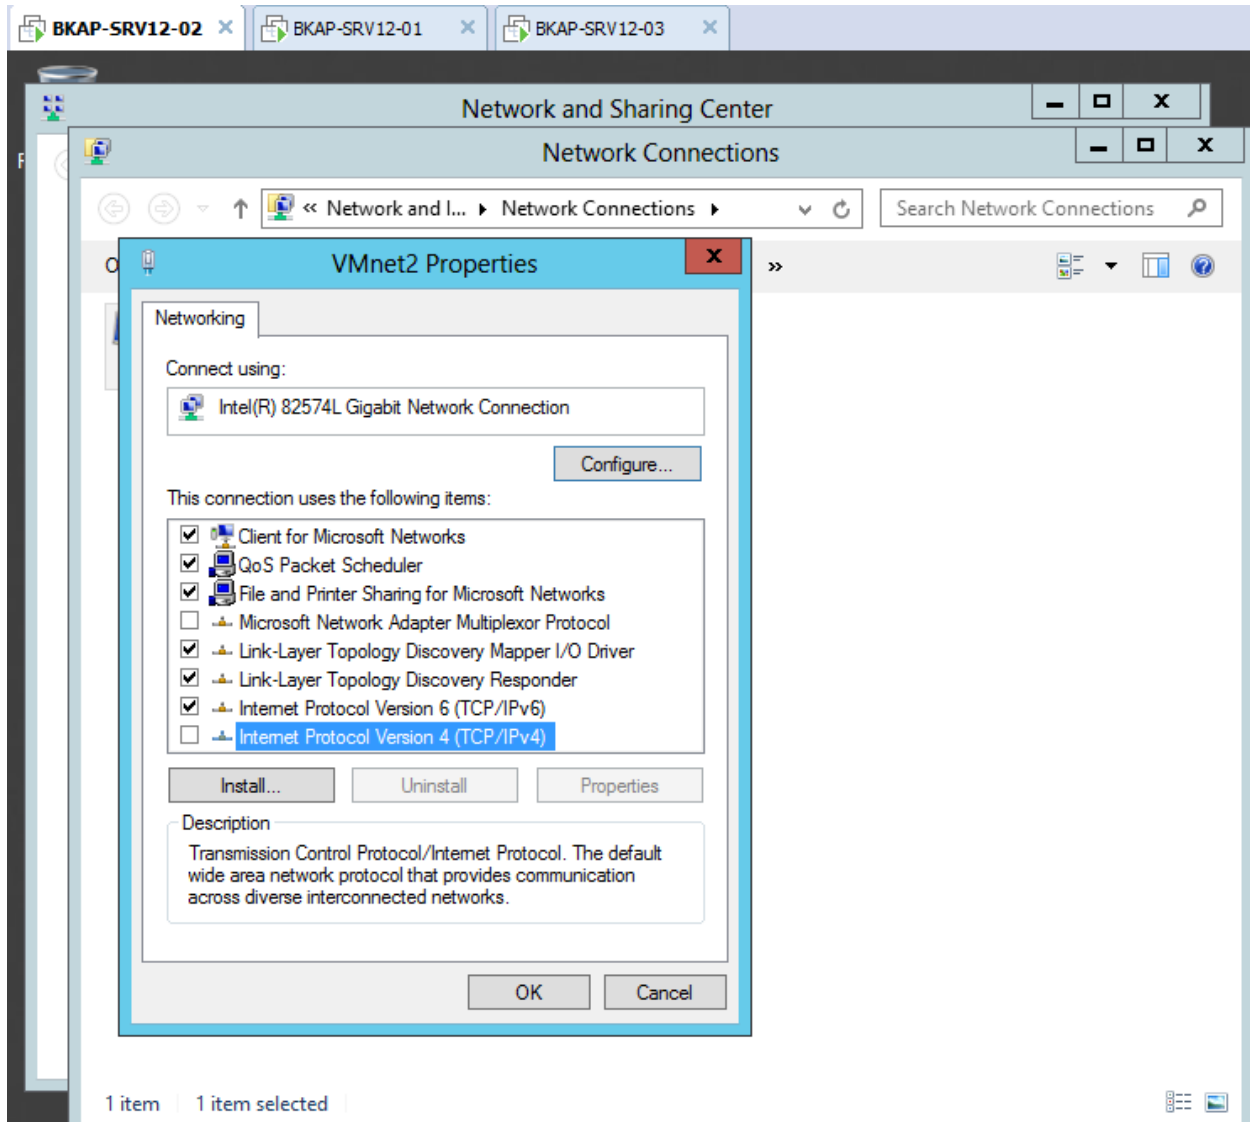 BKAP-SRV12-02
BKAP-SRV12-01
BKAP-SRV12-03
Network and Sharing Center
Network Connections
« Network and I... Network Connections
Search Network Connections
»
VMnet2 Properties
Networking
Connect using:
Intel(R) 82574L Gigabit Network Connection
Configure...
This connection uses the following items:
Client for Microsoft Networks
QoS Packet Scheduler
File and Printer Sharing for Microsoft Networks
Microsoft Network Adapter Multiplexor Protocol
Link-Layer Topology Discovery Mapper I/O Driver
Link-Layer Topology Discovery Responder
Internet Protocol Version 6 (TCP/IPv6)
Internet Protocol Version 4 (TCP/IPv4)
Install... Uninstall Properties
Description
Transmission Control Protocol/Internet Protocol. The default
wide area network protocol that provides communication
across diverse interconnected networks.
OK Cancel
1 item 1 item selected